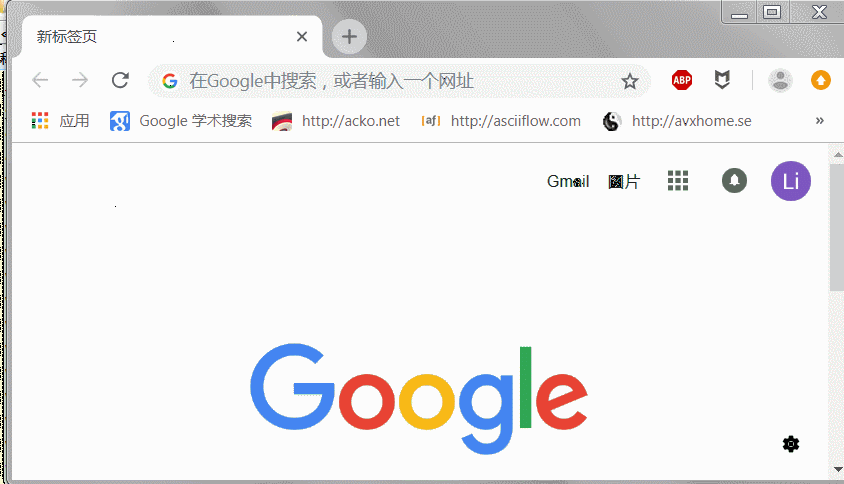 新标签页
在Google中搜索，或者输入一个网址
ABP
应用 Google 学术搜索 http://acko.net |af| http://asciiflow.com http://avxhome.se »
Gmail 图片 Li
Google